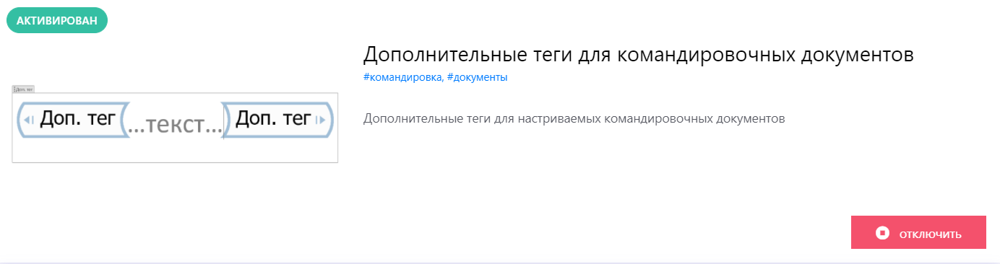 АКТИВИРОВАН
Дополнительные теги для командировочных документов
#командировка, #документы
Доп. тег
Доп. тег ...текст... Доп. тег
Дополнительные теги для настриваемых командировочных документов
ОТКЛЮЧИТЬ